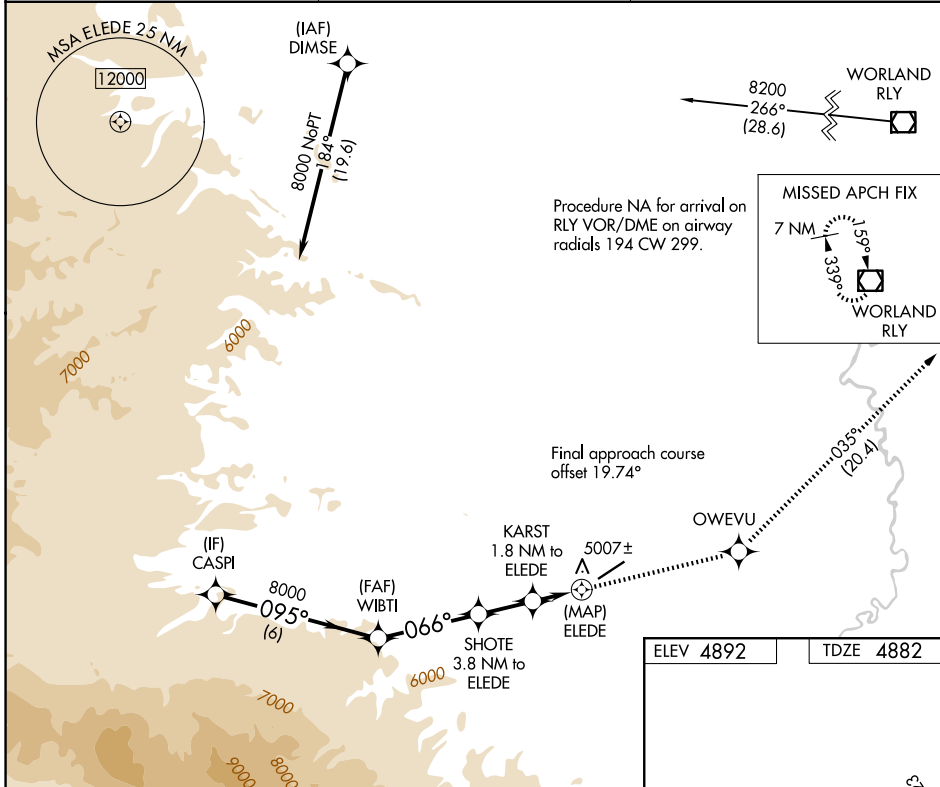 MSA ELEDE 25 NM
12000
(IAF)
DIMSE
8000 NoPT
184°
(19.6)
8200
266°
(28.6)
WORLAND
RLY
Procedure NA for arrival on
RLY VOR/DME on airway
radials 194 CW 299.
MISSED APCH FIX
7 NM
159°
339°
WORLAND
RLY
6000
7000
035°
(20.4)
Final approach course
offset 19.74°
OWEVU
KARST
1.8 NM to
ELEDE
5007±
(IF)
CASPI
8000
095°
(6)
(FAF)
WIBTI
066°
(MAP)
ELEDE
SHOTE
3.8 NM to
ELEDE
6000
7000
9000
8000
ELEV 4892
TDZE 4882